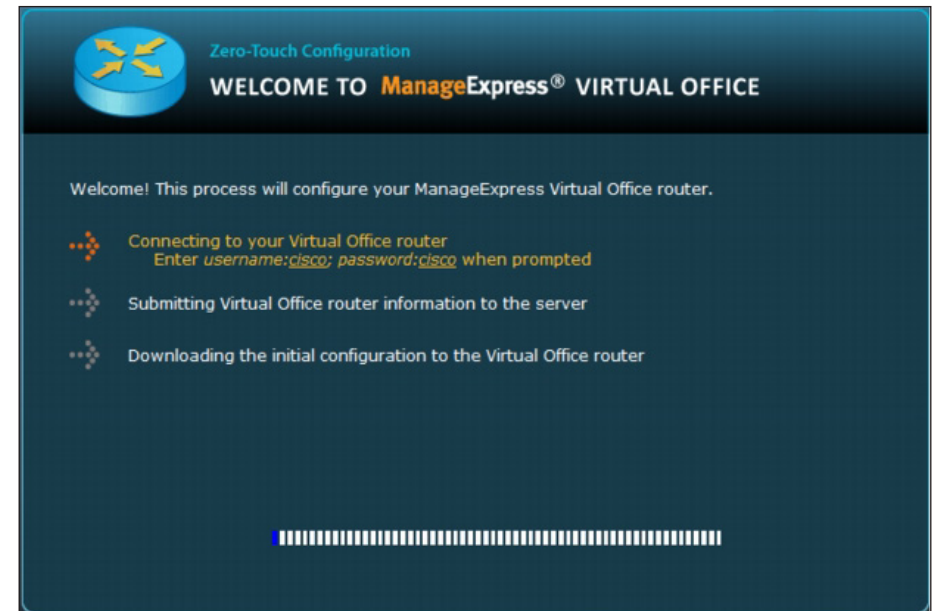 Zero-Touch Configuration
WELCOME TO ManageExpress® VIRTUAL OFFICE
Welcome! This process will configure your ManageExpress Virtual Office router.
Connecting to your Virtual Office router
Enter username:cisco; password:cisco when prompted
Submitting Virtual Office router information to the server
Downloading the initial configuration to the Virtual Office router